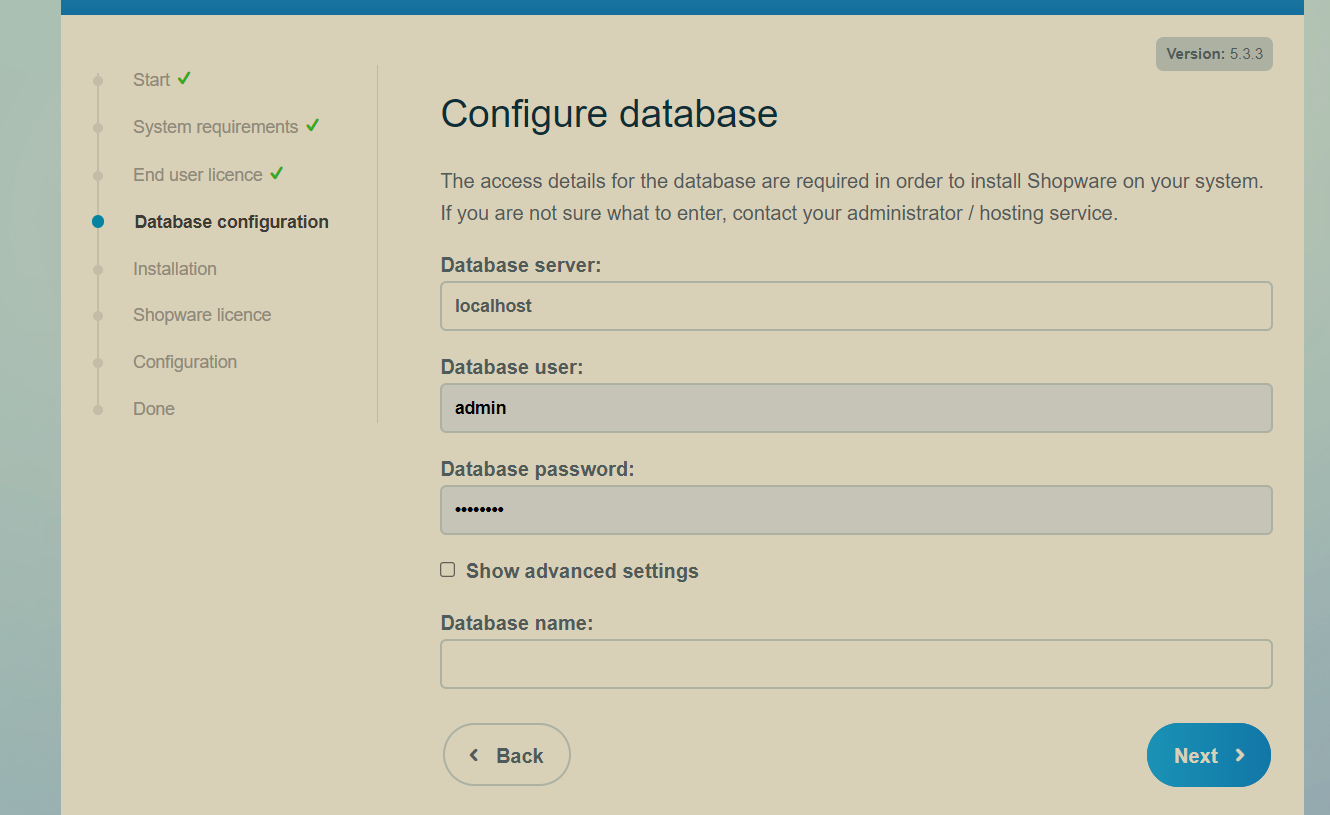 Version: 5.3.3
Start
System requirements
End user licence
Database configuration
Installation
Shopware licence
Configuration
Done
Configure database
The access details for the database are required in order to install Shopware on your system.
If you are not sure what to enter, contact your administrator / hosting service.
Database server:
localhost
Database user:
admin
Database password:
••••••••
Show advanced settings
Database name:
Back
Next